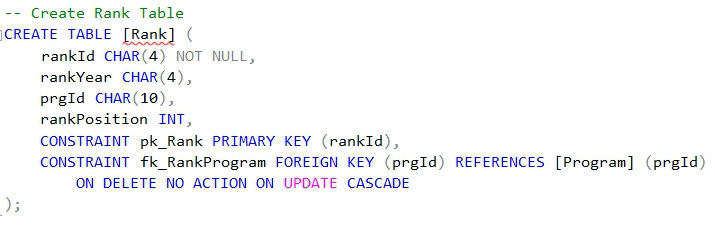 -- Create Rank Table
CREATE TABLE [Rank] (
    rankId CHAR(4) NOT NULL,
    rankYear CHAR(4),
    prgId CHAR(10),
    rankPosition INT,
    CONSTRAINT pk_Rank PRIMARY KEY (rankId),
    CONSTRAINT fk_RankProgram FOREIGN KEY (prgId) REFERENCES [Program] (prgId)
        ON DELETE NO ACTION ON UPDATE CASCADE
);